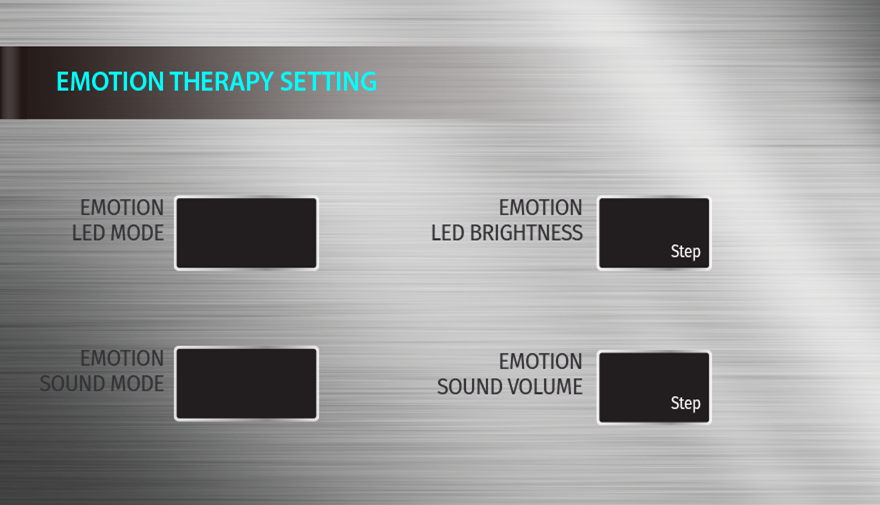 EMOTION THERAPY SETTING
EMOTION
LED MODE
EMOTION
LED BRIGHTNESS
Step
EMOTION
SOUND MODE
EMOTION
SOUND VOLUME
Step